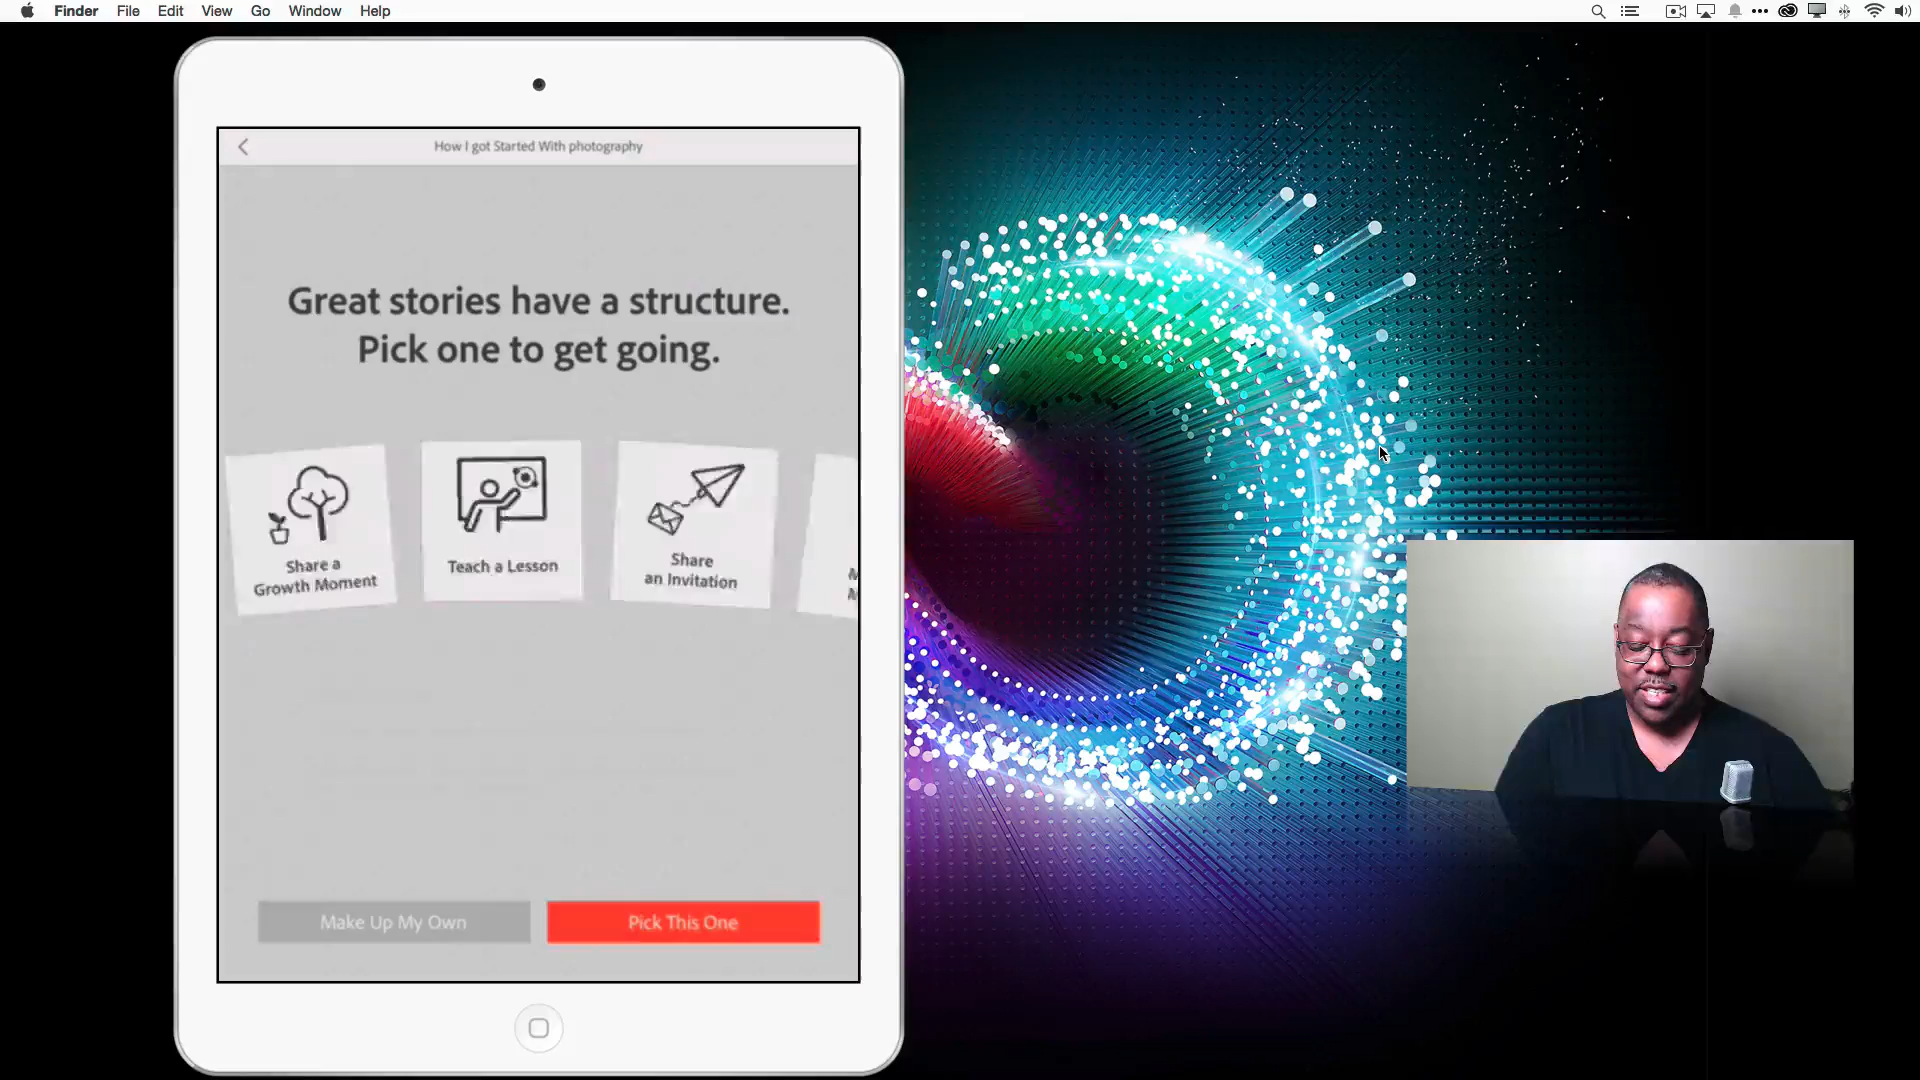 Finder File Edit View Go Window Help
How I got Started With photography
Great stories have a structure.
Pick one to get going.
Share a
Growth Moment
Teach a Lesson
Share
an Invitation
Make Up My Own
Pick This One